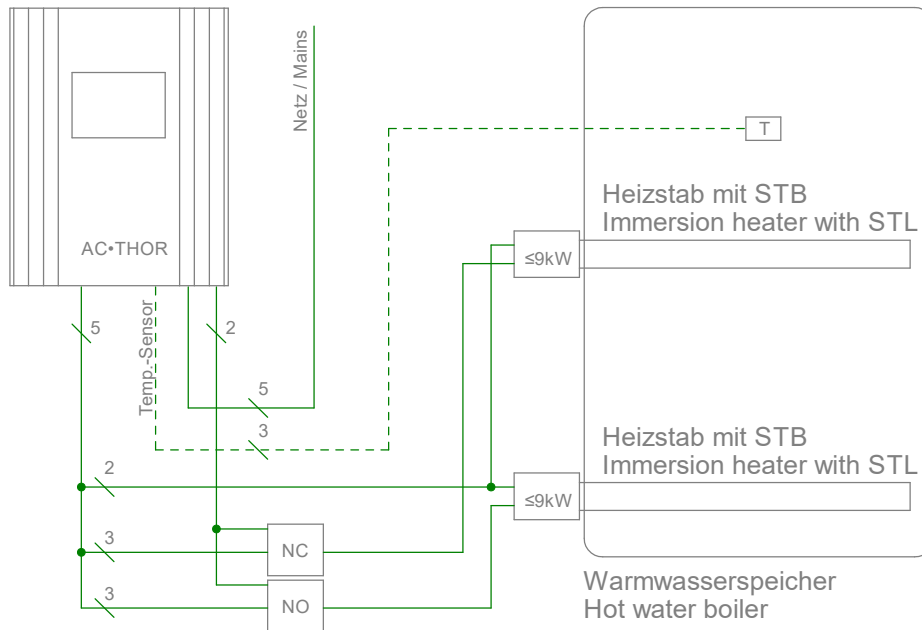 Netz / Mains
T
Heizstab mit STB
Immersion heater with STL
AC•THOR
≤9kW
5
Temp.-Sensor
2
5
3
Heizstab mit STB
Immersion heater with STL
2
≤9kW
3
NC
3
NO
Warmwasserspeicher
Hot water boiler